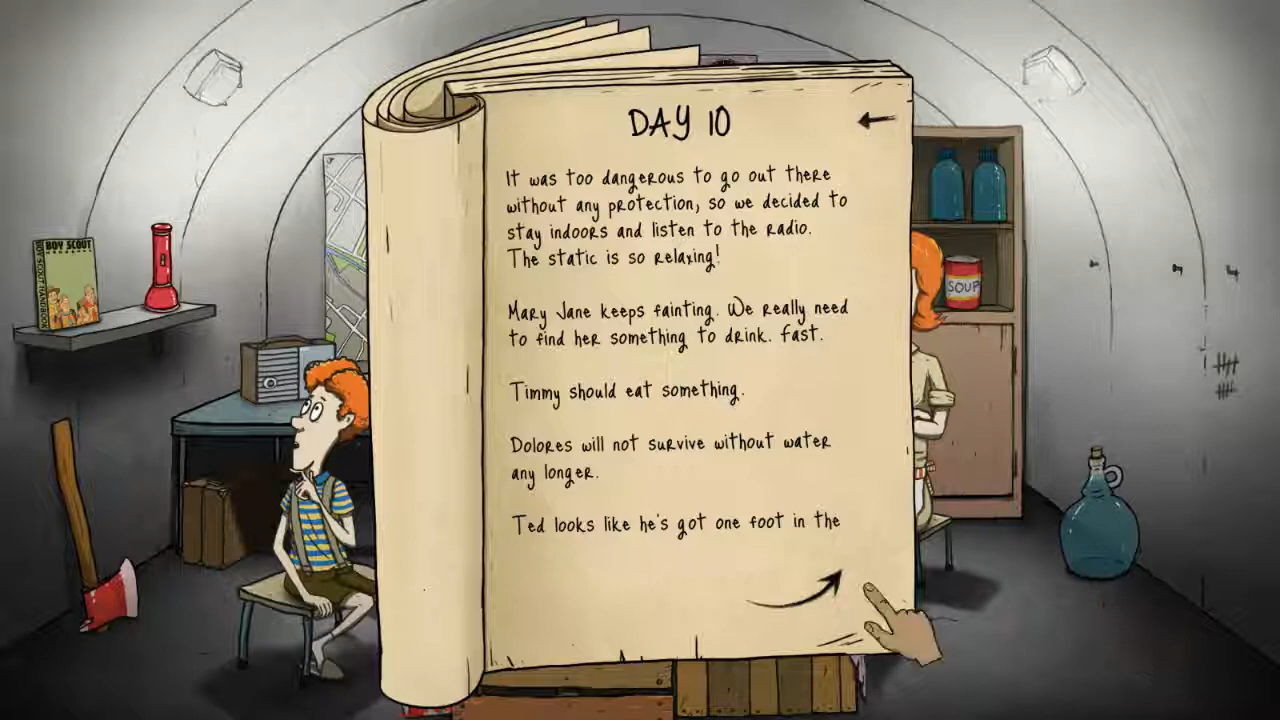 DAY 10
It was too dangerous to go out there
without any protection, so we decided to
stay indoors and listen to the radio.
The static is so relaxing!
Mary Jane keeps fainting. We really need
to find her something to drink. fast.
Timmy should eat something.
Dolores will not survive without water
any longer.
Ted looks like he's got one foot in the
BOY SCOUT
BOY SCOUT HANDBOOK
SOUP